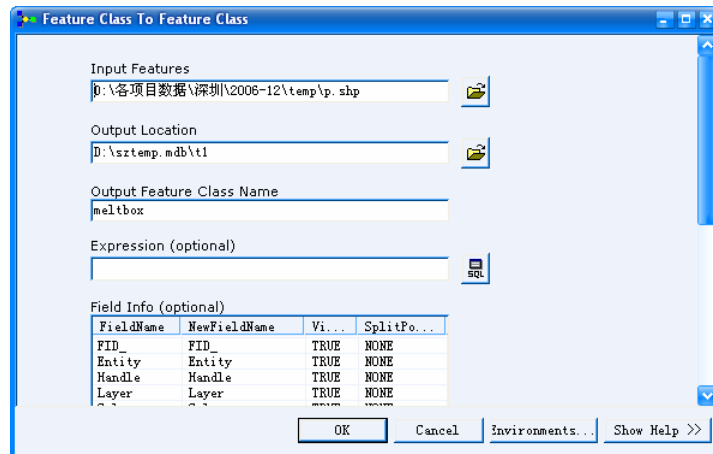 Feature Class To Feature Class
Input Features
D:\各项目数据\深圳\2006-12\temp\p.shp
Output Location
D:\sztemp.mdb\t1
Output Feature Class Name
meltbox
Expression (optional)
SQL
Field Info (optional)
FieldName NewFieldName Vi... SplitPo...
FID_ FID_ TRUE NONE
Entity Entity TRUE NONE
Handle Handle TRUE NONE
Layer Layer TRUE NONE
OK Cancel Environments... Show Help >>